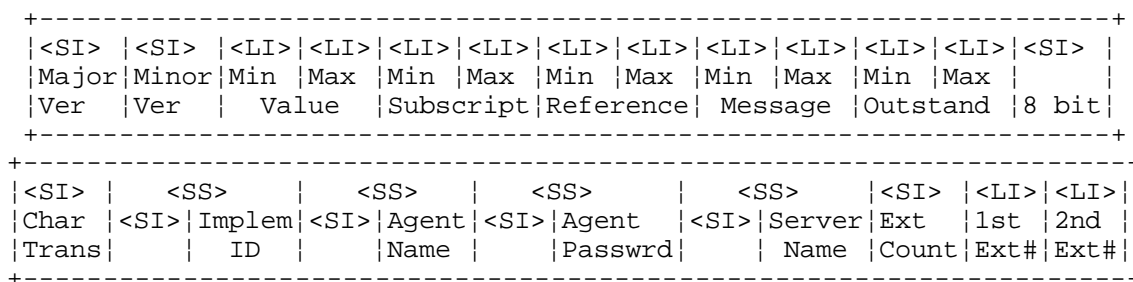 +-------------------------------------------------------------------+
|<SI> |<SI> |<LI>|<LI>|<LI>|<LI>|<LI>|<LI>|<LI>|<LI>|<LI>|<LI>|<SI> |
|Major|Minor|Min |Max |Min |Max |Min |Max |Min |Max |Min |Max | |
|Ver |Ver | Value |Subscript|Reference| Message |Outstand |8 bit|
+-------------------------------------------------------------------+
+----------------------------------------------------------------------
|<SI> | <SS> | <SS> | <SS> | <SS> |<SI> |<LI>|<LI>|
|Char |<SI>|Implem|<SI>|Agent|<SI>|Agent |<SI>|Server|Ext |1st |2nd |
|Trans| | ID | |Name | |Passwrd| | Name |Count|Ext#|Ext#|
+----------------------------------------------------------------------